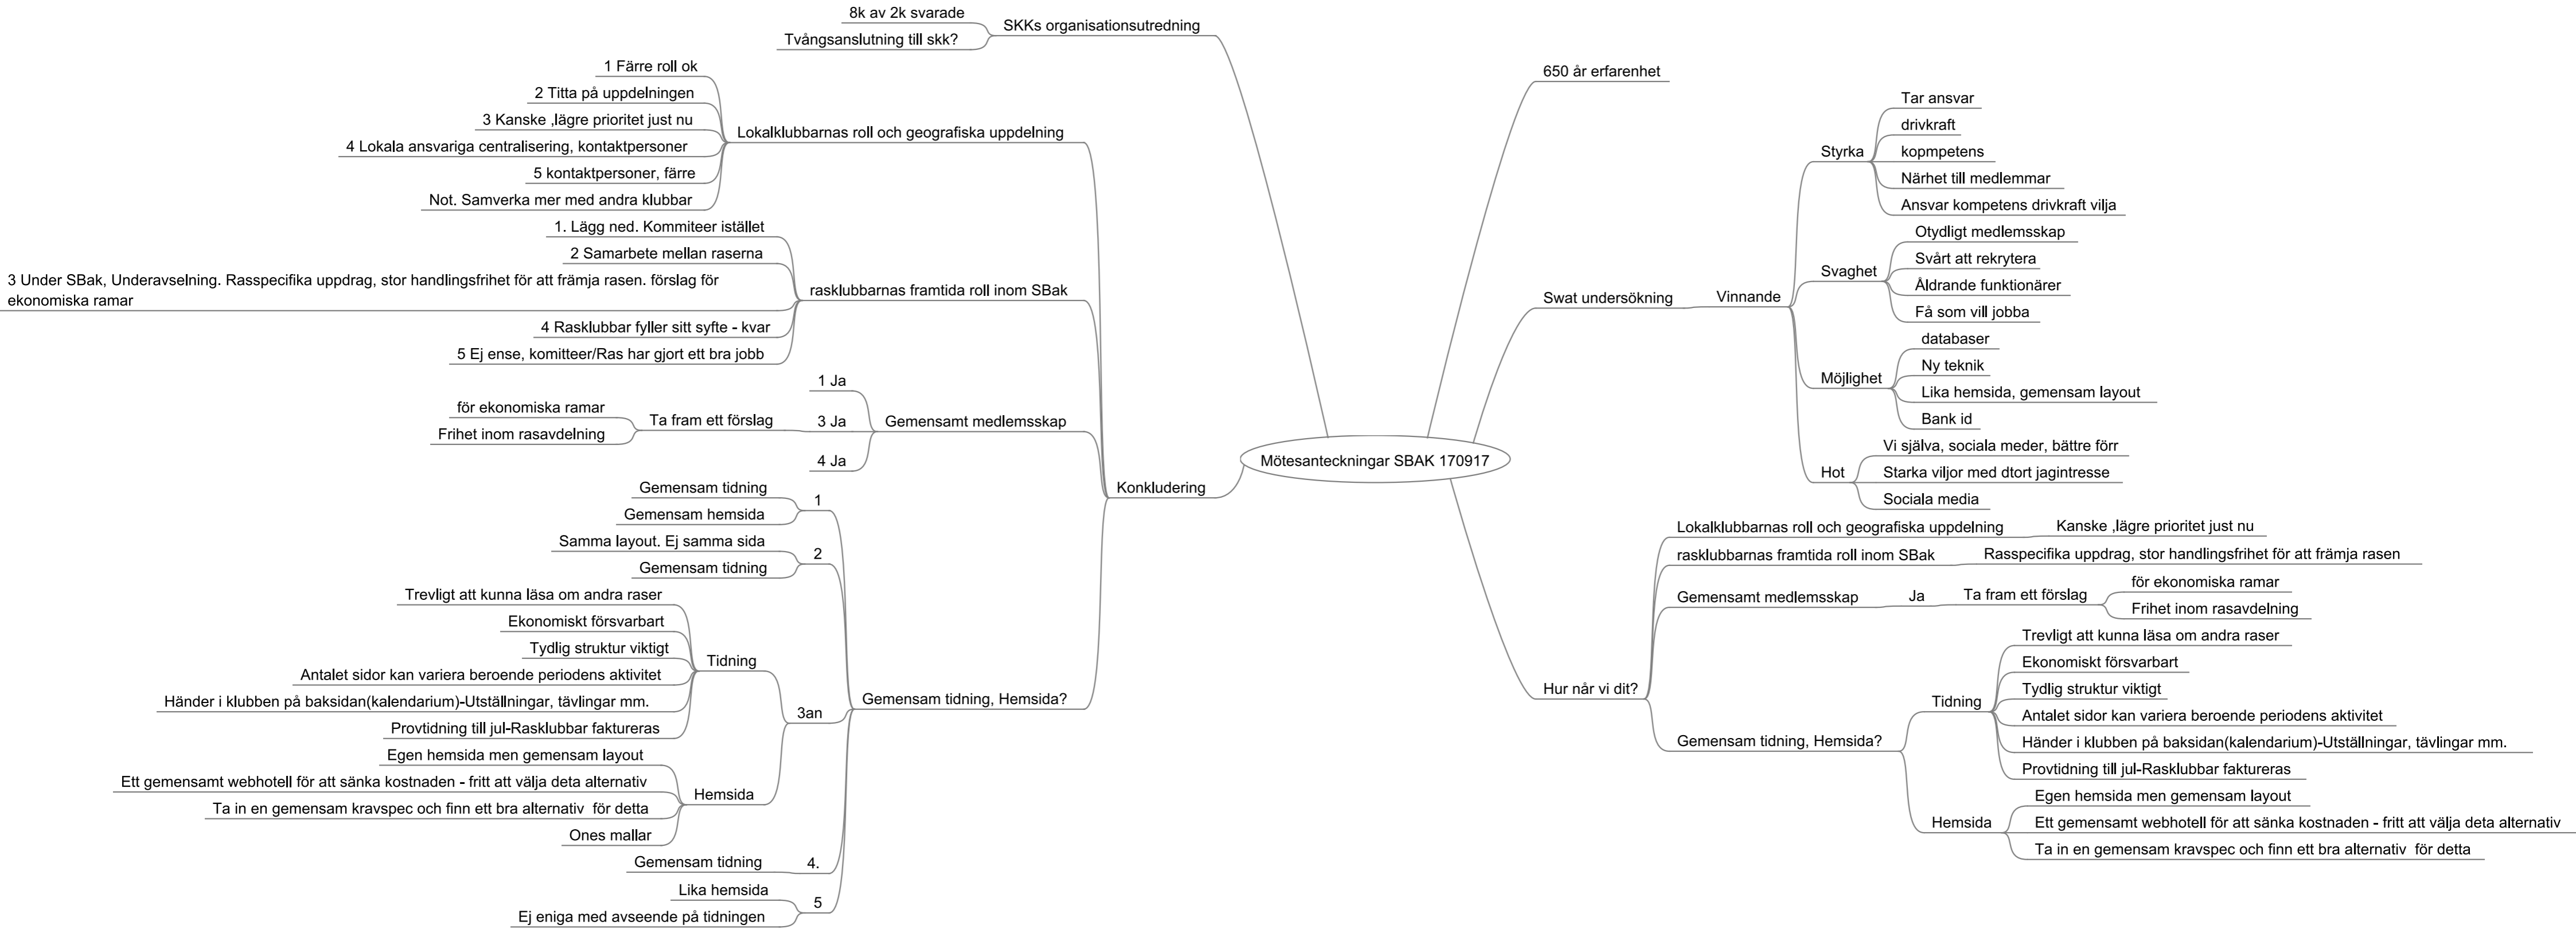 Mötesanteckningar SBAK 170917
SKKs organisationsutredning
8k av 2k svarade
Tvångsanslutning till skk?
Konkludering
Lokalklubbarnas roll och geografiska uppdelning
1 Färre roll ok
2 Titta på uppdelningen
3 Kanske ,lägre prioritet just nu
4 Lokala ansvariga centralisering, kontaktpersoner
5 kontaktpersoner, färre
Not. Samverka mer med andra klubbar
rasklubbarnas framtida roll inom SBak
1. Lägg ned. Kommiteer istället
2 Samarbete mellan raserna
3 Under SBak, Underavselning. Rasspecifika uppdrag, stor handlingsfrihet för att främja rasen. förslag för
ekonomiska ramar
4 Rasklubbar fyller sitt syfte - kvar
5 Ej ense, komitteer/Ras har gjort ett bra jobb
Gemensamt medlemsskap
1 Ja
3 Ja
Ta fram ett förslag
för ekonomiska ramar
Frihet inom rasavdelning
4 Ja
Gemensam tidning, Hemsida?
1
Gemensam tidning
Gemensam hemsida
2
Samma layout. Ej samma sida
Gemensam tidning
3an
Tidning
Trevligt att kunna läsa om andra raser
Ekonomiskt försvarbart
Tydlig struktur viktigt
Antalet sidor kan variera beroende periodens aktivitet
Händer i klubben på baksidan(kalendarium)-Utställningar, tävlingar mm.
Provtidning till jul-Rasklubbar faktureras
Hemsida
Egen hemsida men gemensam layout
Ett gemensamt webhotell för att sänka kostnaden - fritt att välja deta alternativ
Ta in en gemensam kravspec och finn ett bra alternativ  för detta
Ones mallar
4.
Gemensam tidning
5
Lika hemsida
Ej eniga med avseende på tidningen
650 år erfarenhet
Swat undersökning
Vinnande
Styrka
Tar ansvar
drivkraft
kopmpetens
Närhet till medlemmar
Ansvar kompetens drivkraft vilja
Svaghet
Otydligt medlemsskap
Svårt att rekrytera
Åldrande funktionärer
Få som vill jobba
Möjlighet
databaser
Ny teknik
Lika hemsida, gemensam layout
Bank id
Hot
Vi själva, sociala meder, bättre förr
Starka viljor med dtort jagintresse
Sociala media
Hur når vi dit?
Lokalklubbarnas roll och geografiska uppdelning
Kanske ,lägre prioritet just nu
rasklubbarnas framtida roll inom SBak
Rasspecifika uppdrag, stor handlingsfrihet för att främja rasen
Gemensamt medlemsskap
Ja
Ta fram ett förslag
för ekonomiska ramar
Frihet inom rasavdelning
Gemensam tidning, Hemsida?
Tidning
Trevligt att kunna läsa om andra raser
Ekonomiskt försvarbart
Tydlig struktur viktigt
Antalet sidor kan variera beroende periodens aktivitet
Händer i klubben på baksidan(kalendarium)-Utställningar, tävlingar mm.
Provtidning till jul-Rasklubbar faktureras
Hemsida
Egen hemsida men gemensam layout
Ett gemensamt webhotell för att sänka kostnaden - fritt att välja deta alternativ
Ta in en gemensam kravspec och finn ett bra alternativ  för detta